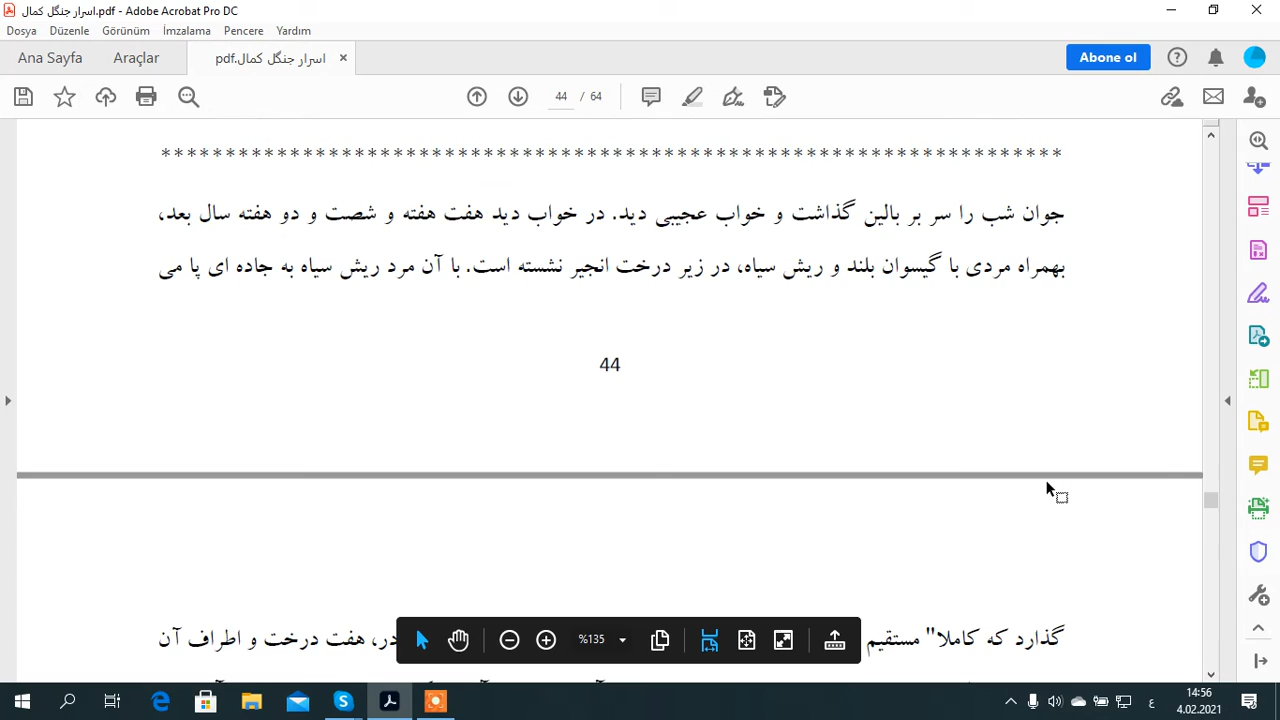 اسرار جنگل کمال.pdf - Adobe Acrobat Pro DC
Dosya Düzenle Görünüm İmzalama Pencere Yardım
Ana Sayfa Araçlar اسرار جنگل کمال.pdf × Abone ol
44 / 64
**********************************************************************
جوان شب را سر بر بالین گذاشت و خواب عجیبی دید. در خواب دید هفت هفته و شصت و دو هفته سال بعد،
بهمراه مردی با گیسوان بلند و ریش سیاه، در زیر درخت انجیر نشسته است. با آن مرد ریش سیاه به جاده ای پا می
44
گذارد که کاملا" مستقیم در، هفت درخت و اطراف آن
%135
ع 14:56
4.02.2021